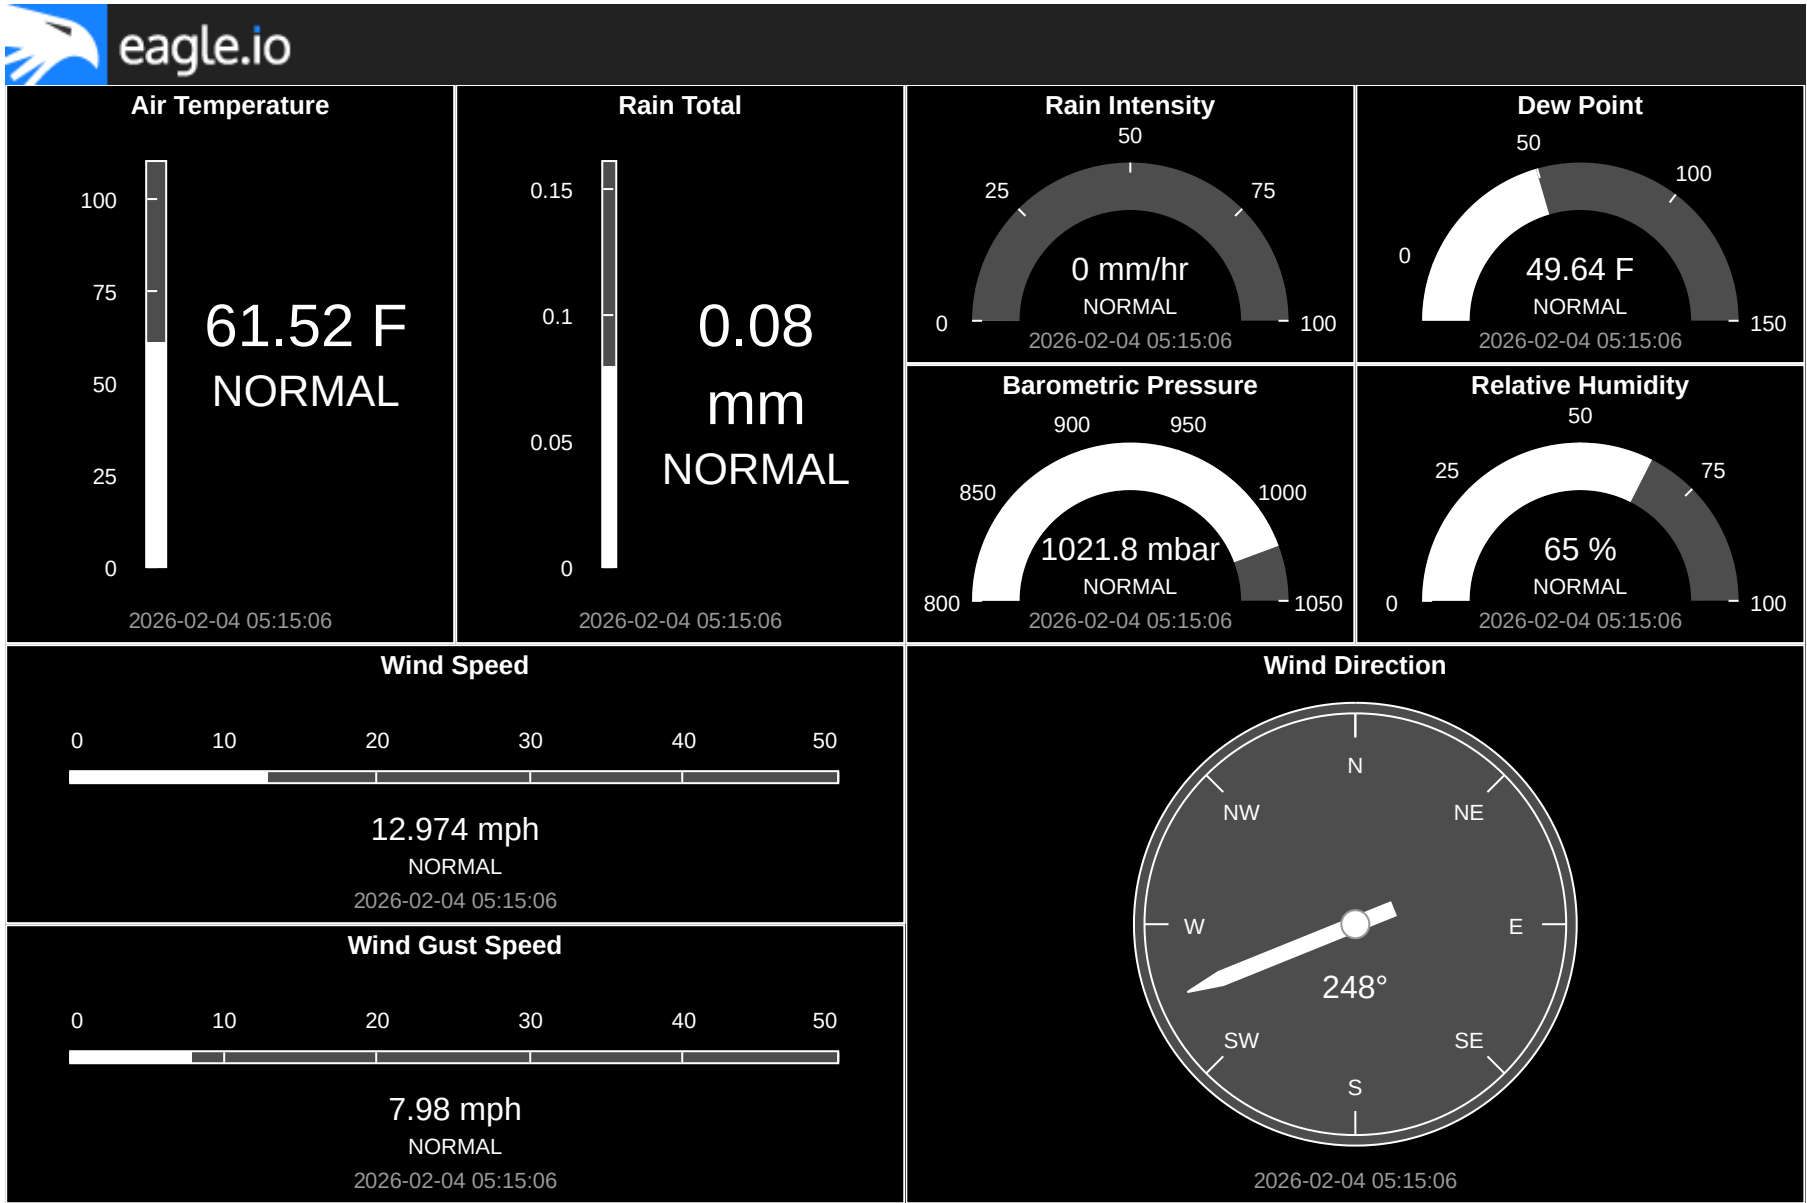 eagle.io
Air Temperature
100
75
50
25
0
61.52 F
NORMAL
2026-02-04 05:15:06
Rain Total
0.15
0.1
0.05
0
0.08
mm
NORMAL
2026-02-04 05:15:06
Rain Intensity
0
25
50
75
100
0 mm/hr
NORMAL
2026-02-04 05:15:06
Dew Point
0
50
100
150
49.64 F
NORMAL
2026-02-04 05:15:06
Barometric Pressure
800
850
900
950
1000
1050
1021.8 mbar
NORMAL
2026-02-04 05:15:06
Relative Humidity
0
25
50
75
100
65 %
NORMAL
2026-02-04 05:15:06
Wind Speed
0 10 20 30 40 50
12.974 mph
NORMAL
2026-02-04 05:15:06
Wind Gust Speed
0 10 20 30 40 50
7.98 mph
NORMAL
2026-02-04 05:15:06
Wind Direction
N
NW NE
W E
248°
SW SE
S
2026-02-04 05:15:06